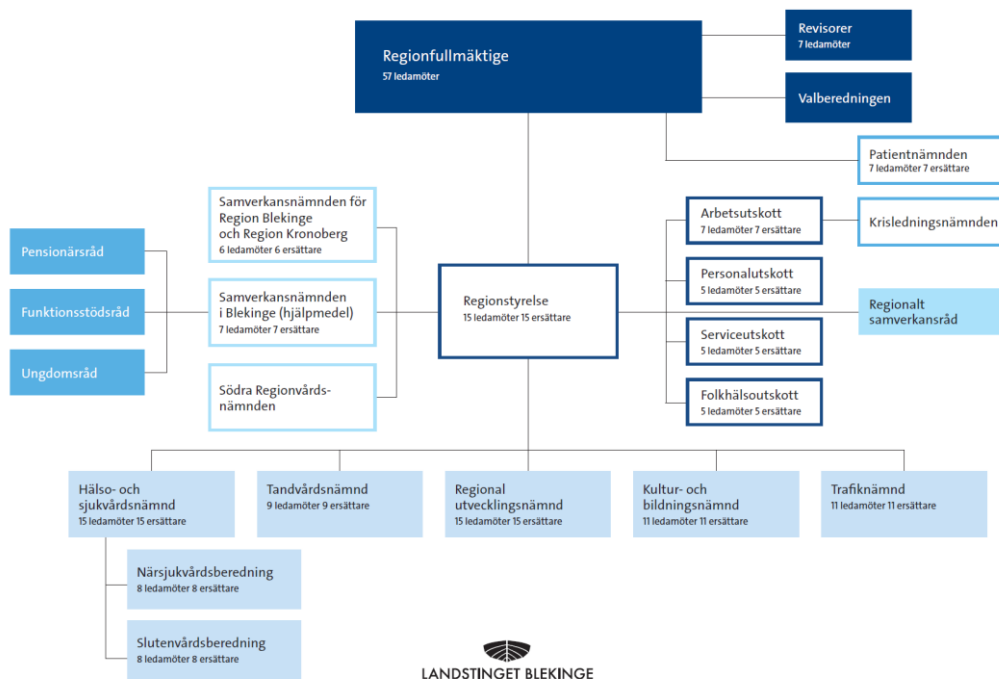 Regionfullmäktige
57 ledamöter
Revisorer
7 ledamöter
Valberedningen
Patientnämnden
7 ledamöter 7 ersättare
Samverkansnämnden för
Region Blekinge
och Region Kronoberg
6 ledamöter 6 ersättare
Arbetsutskott
7 ledamöter 7 ersättare
Krisledningsnämnden
Pensionärsråd
Funktionsstödsråd
Ungdomsråd
Samverkansnämnden
i Blekinge (hjälpmedel)
7 ledamöter 7 ersättare
Södra Regionvårds-
nämnden
Regionstyrelse
15 ledamöter 15 ersättare
Personalutskott
5 ledamöter 5 ersättare
Serviceutskott
5 ledamöter 5 ersättare
Folkhälsoutskott
5 ledamöter 5 ersättare
Regionalt
samverkansråd
Hälso- och
sjukvårdsnämnd
15 ledamöter 15 ersättare
Tandvårdsnämnd
9 ledamöter 9 ersättare
Regional
utvecklingsnämnd
15 ledamöter 15 ersättare
Kultur- och
bildningsnämnd
11 ledamöter 11 ersättare
Trafiknämnd
11 ledamöter 11 ersättare
Närsjukvårdsberedning
8 ledamöter 8 ersättare
Slutenvårdsberedning
8 ledamöter 8 ersättare
LANDSTINGET BLEKINGE